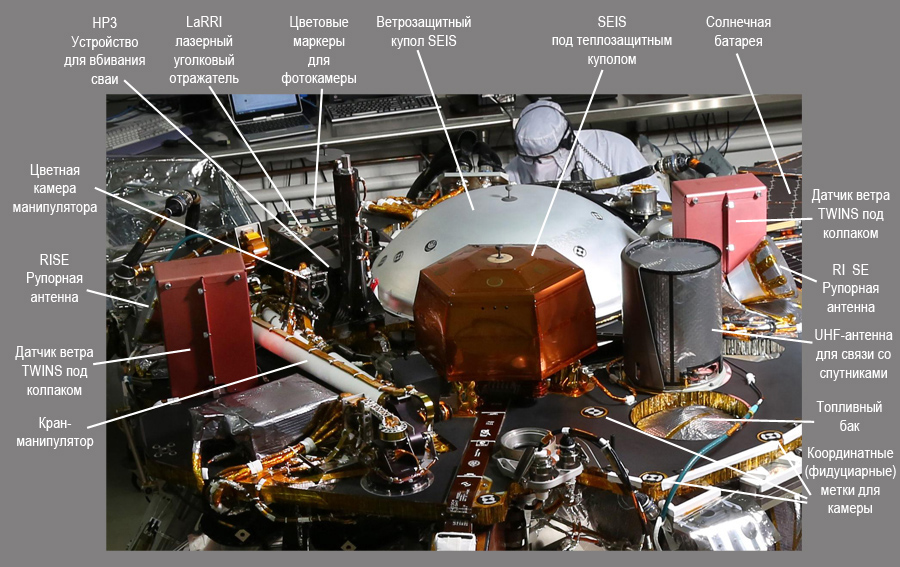 HP3
Устройство
для вбивания
сваи
LaRRI
лазерный
уголковый
отражатель
Цветовые
маркеры
для
фотокамеры
Ветрозащитный
купол SEIS
SEIS
под теплозащитным
куполом
Солнечная
батарея
Цветная
камера
манипулятора
RISE
Рупорная
антенна
Датчик ветра
TWINS под
колпаком
Кран-
манипулятор
Датчик ветра
TWINS под
колпаком
RI SE
Рупорная
антенна
UHF-антенна
для связи со
спутниками
Топливный
бак
Координатные
(фидуциарные)
метки для
камеры